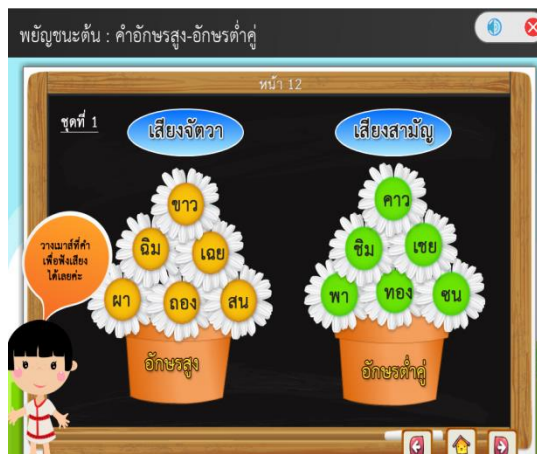 พยัญชนะต้น : คำอักษรสูง-อักษรต่ำคู่
หน้า 12
ชุดที่ 1
เสียงจัตวา
เสียงสามัญ
ขาว
ฉิม
เฉย
ผา
ถอง
สน
อักษรสูง
คาว
ชิม
เชย
พา
ทอง
ซน
อักษรต่ำคู่
วางเมาส์ที่คำ
เพื่อฟังเสียง
ได้เลยค่ะ